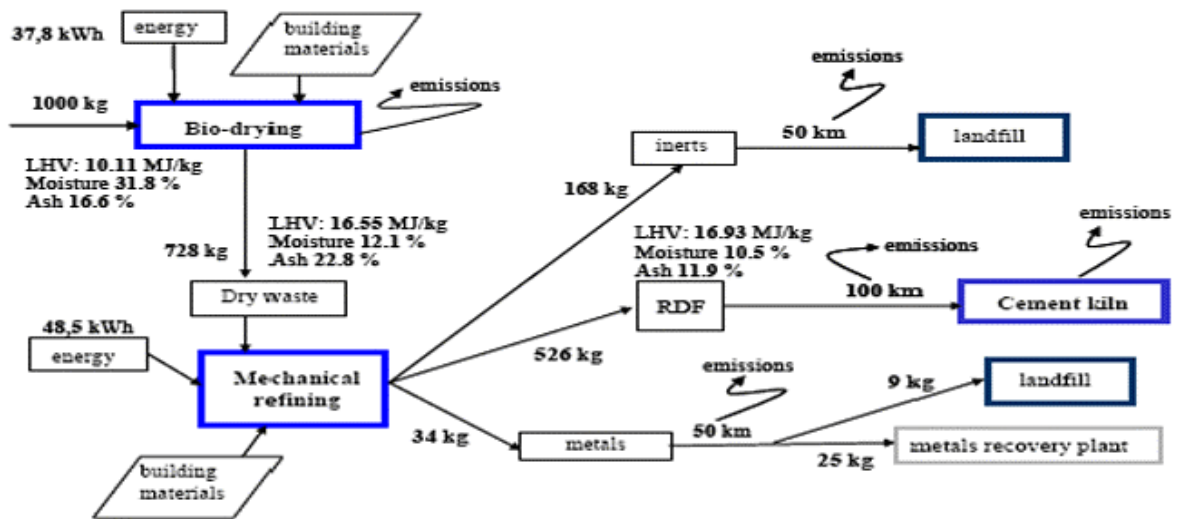 37,8 kWh
energy
building
materials
emissions
1000 kg
Bio-drying
LHV: 10.11 MJ/kg
Moisture 31.8 %
Ash 16.6 %
728 kg
LHV: 16.55 MJ/kg
Moisture 12.1 %
Ash 22.8 %
Dry waste
48,5 kWh
energy
Mechanical
refining
building
materials
emissions
inerts
50 km
landfill
168 kg
LHV: 16.93 MJ/kg
Moisture 10.5 %
Ash 11.9 %
emissions
emissions
RDF
100 km
Cement kiln
526 kg
emissions
34 kg
metals
50 km
9 kg
landfill
25 kg
metals recovery plant